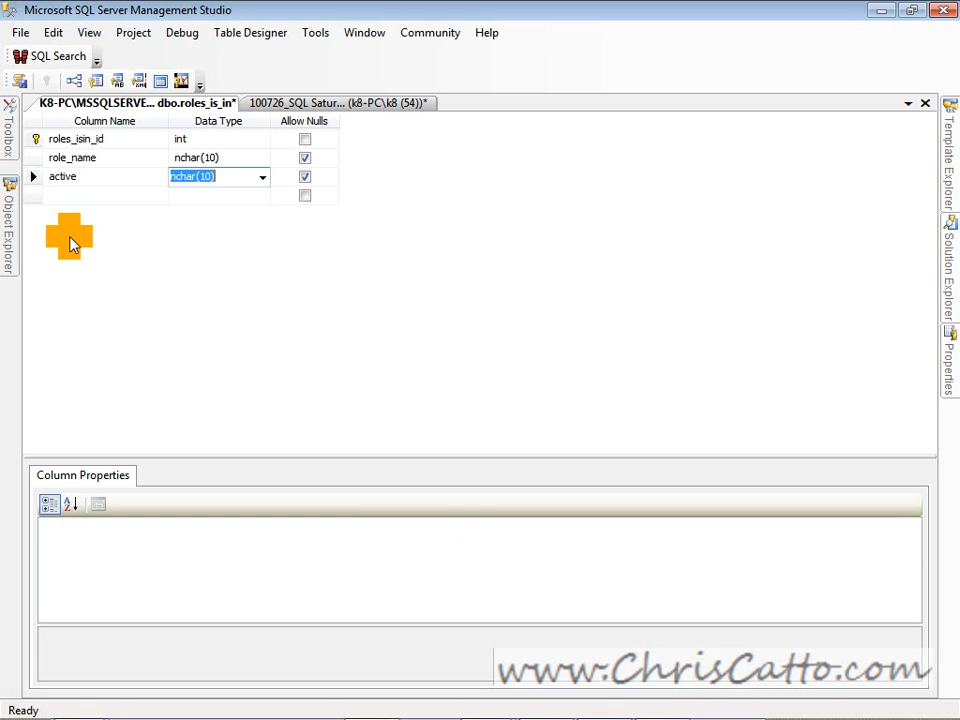 Microsoft SQL Server Management Studio
File Edit View Project Debug Table Designer Tools Window Community Help
SQL Search
K8-PC\MSSQLSERVE... dbo.roles_is_in* 100726_SQL Satur... (k8-PC\k8 (54))*
Toolbox
Object Explorer
Column Name Data Type Allow Nulls
roles_isin_id int
role_name nchar(10)
active nchar(10)
Template Explorer
Solution Explorer
Properties
Column Properties
www.ChrisCatto.com
Ready